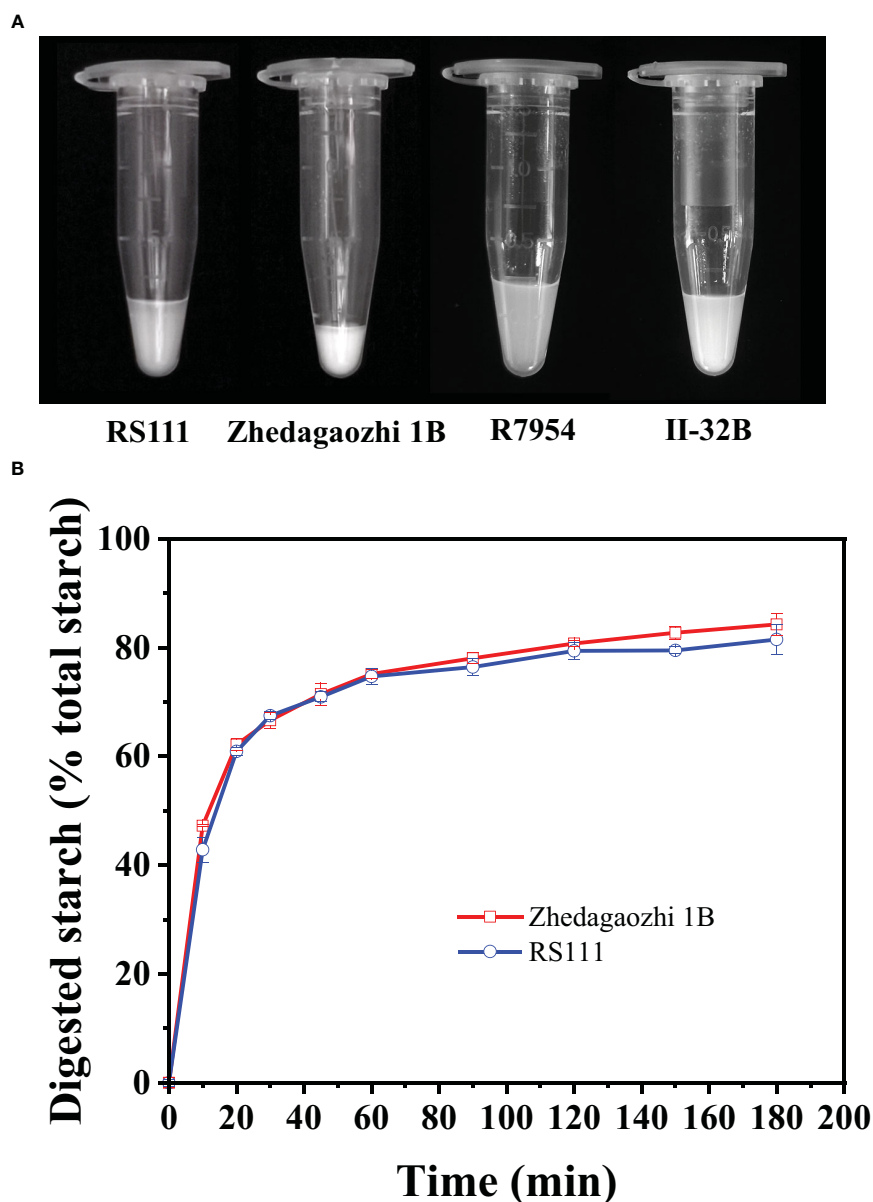 A
RS111 Zhedagaozhi 1B R7954 II-32B
B
Digested starch (% total starch)
100
80
60
40
20
0
Zhedagaozhi 1B
RS111
0 20 40 60 80 100 120 140 160 180 200
Time (min)